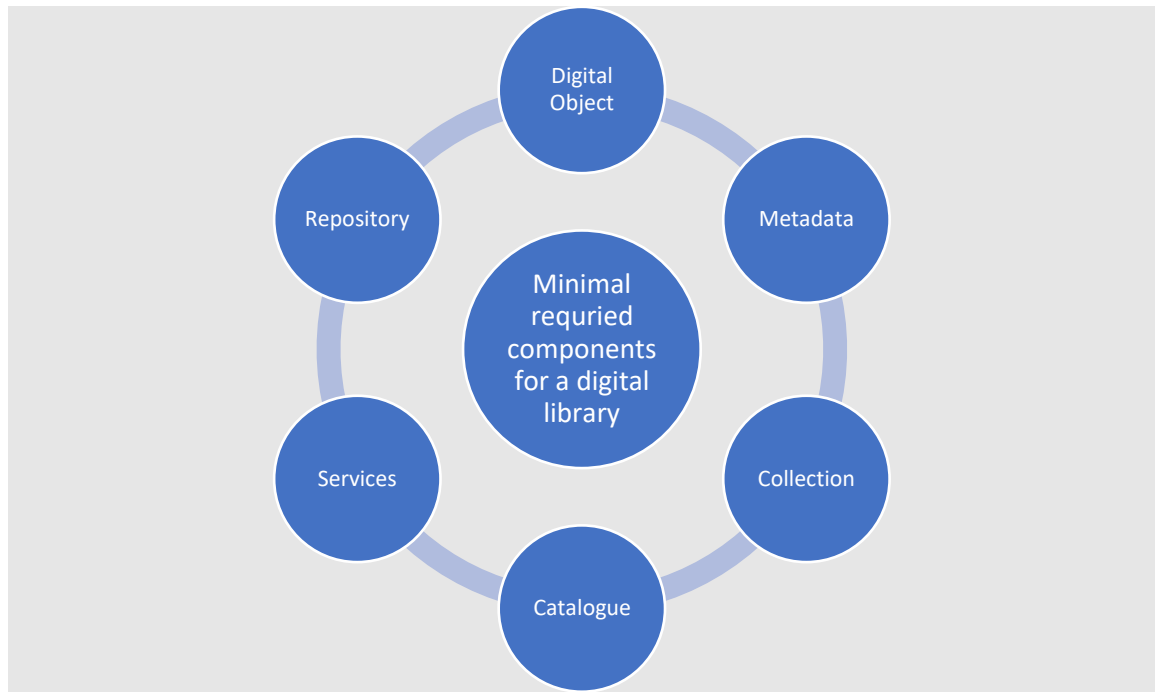 Digital
Object
Metadata
Collection
Catalogue
Services
Repository
Minimal
requried
components
for a digital
library